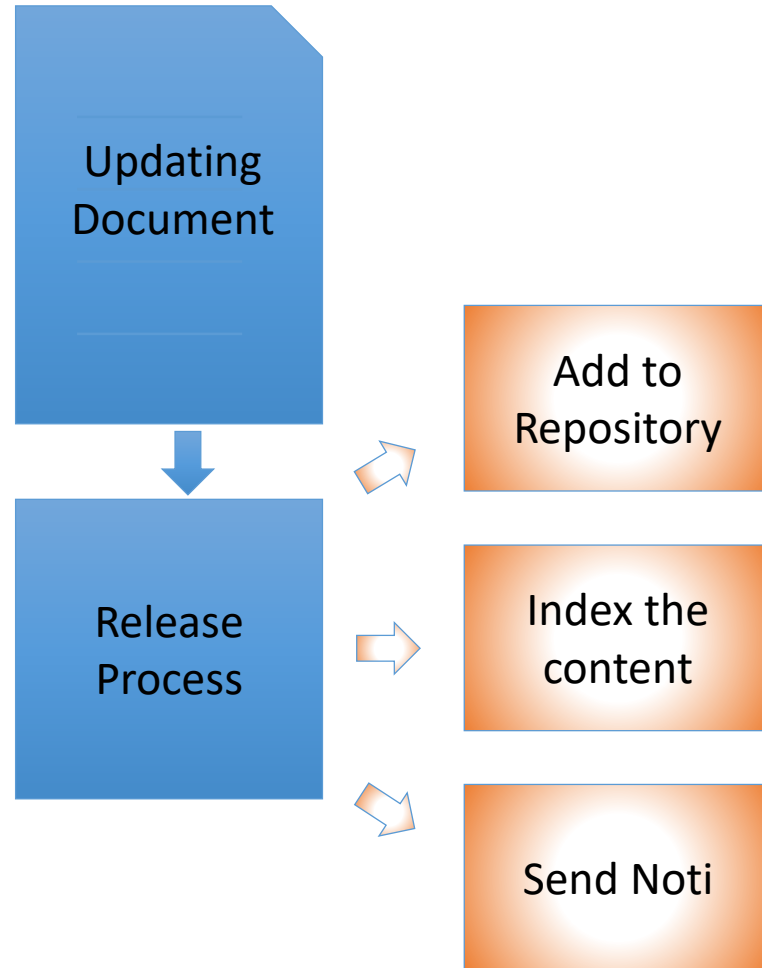 Updating
Document
Add to
Repository
Release
Process
Index the
content
Send Noti